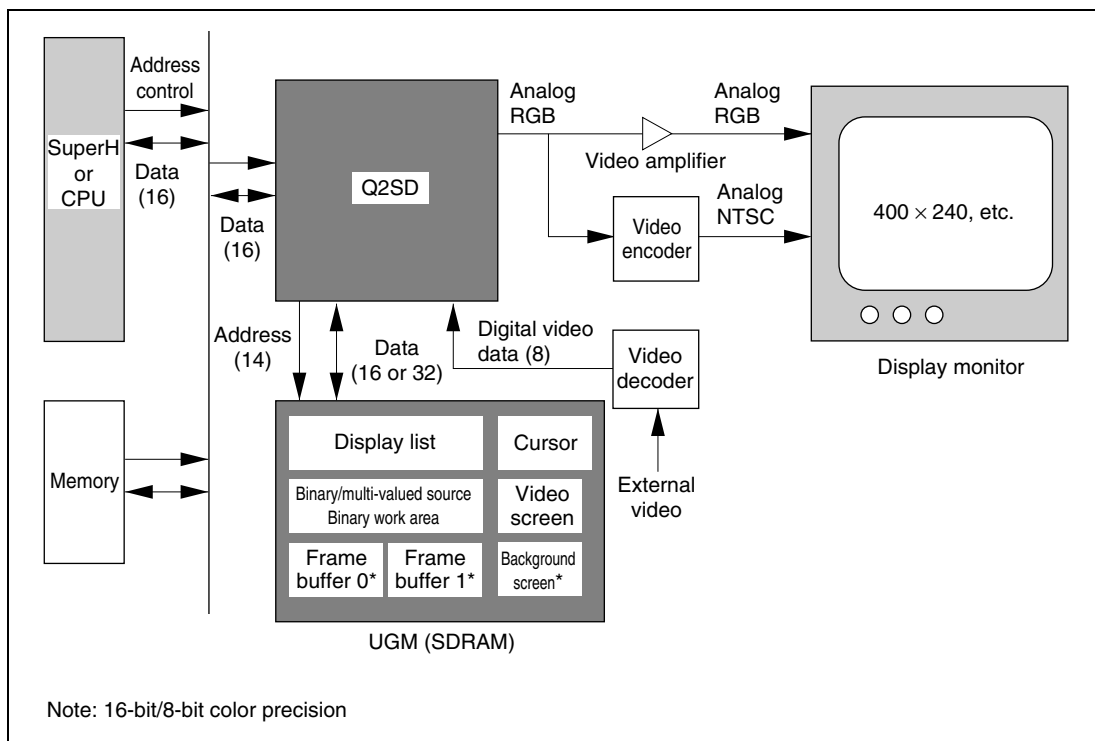 Address
control
SuperH
or
CPU
Data
(16)
Data
(16)
Q2SD
Analog
RGB
Video amplifier
Analog
RGB
Video
encoder
Analog
NTSC
400 × 240, etc.
Display monitor
Address
(14)
Data
(16 or 32)
Digital video
data (8)
Video
decoder
External
video
Memory
Display list
Cursor
Binary/multi-valued source
Binary work area
Video
screen
Frame
buffer 0*
Frame
buffer 1*
Background
screen*
UGM (SDRAM)
Note: 16-bit/8-bit color precision